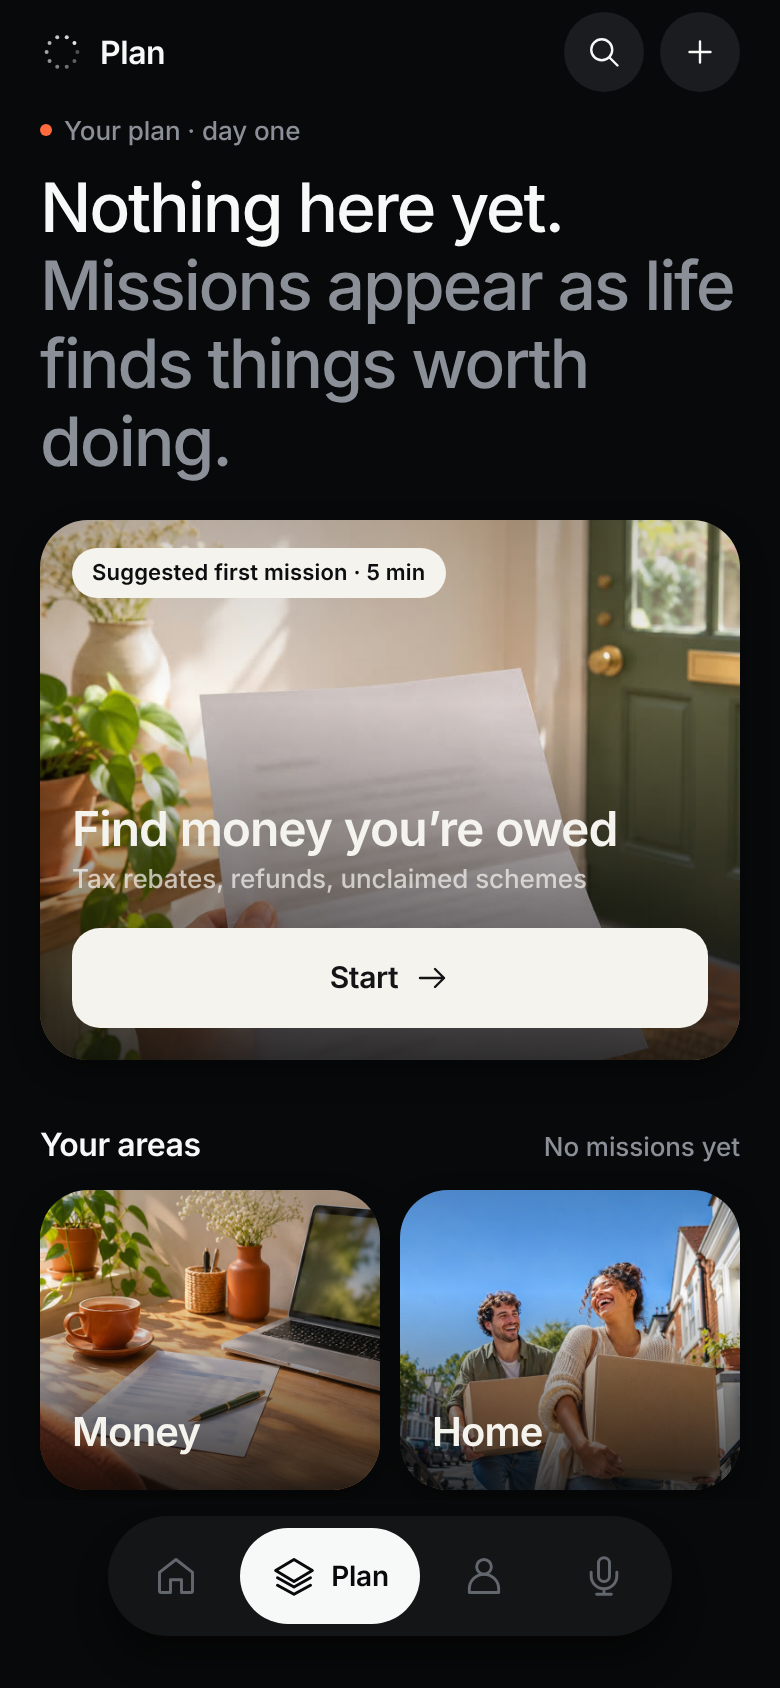 Plan
Your plan · day one
Nothing here yet.
Missions appear as life
finds things worth
doing.
Suggested first mission · 5 min
Find money you’re owed
Tax rebates, refunds, unclaimed schemes
Start
Your areas
No missions yet
Money
Home
Plan